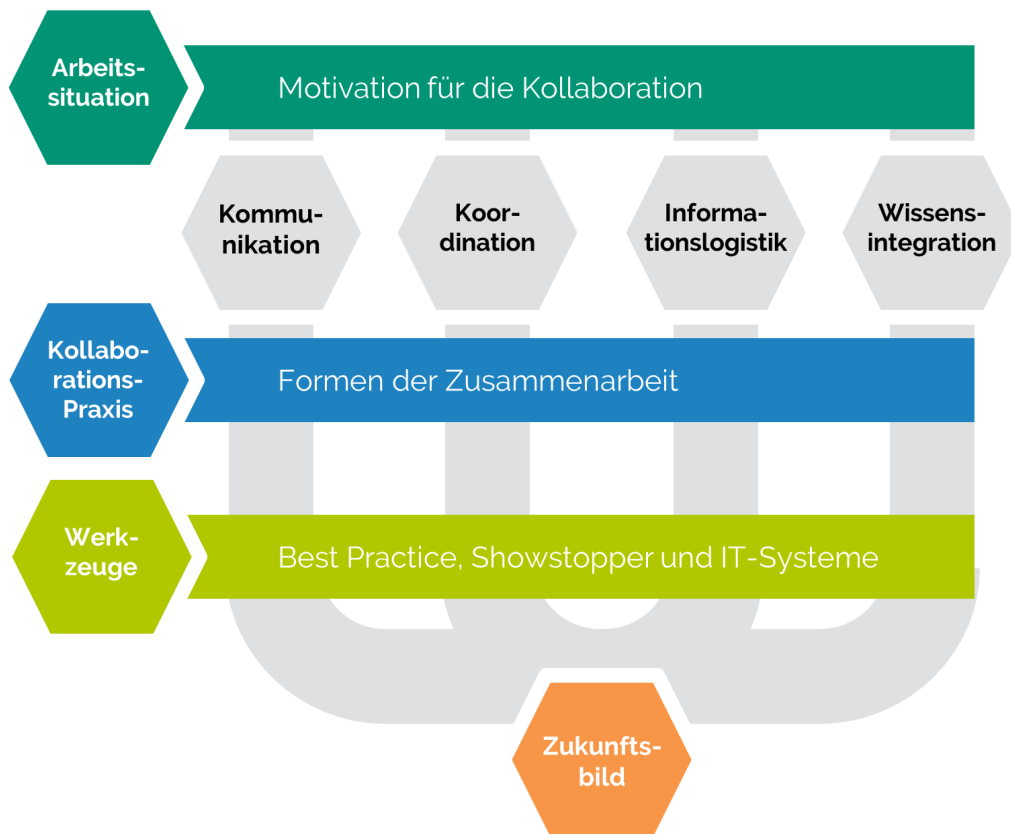 Arbeits-
situation
Motivation für die Kollaboration
Kommu-
nikation
Koor-
dination
Informa-
tionslogistik
Wissens-
integration
Kollabo-
rations-
Praxis
Formen der Zusammenarbeit
Werk-
zeuge
Best Practice, Showstopper und IT-Systeme
Zukunfts-
bild